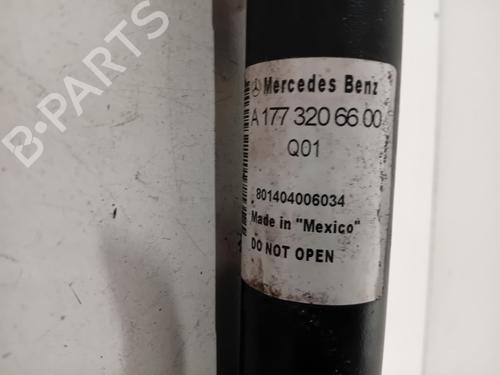 B-PARTS
Mercedes Benz
A 177 320 66 00
Q01
801404006034
Made in "Mexico"
DO NOT OPEN